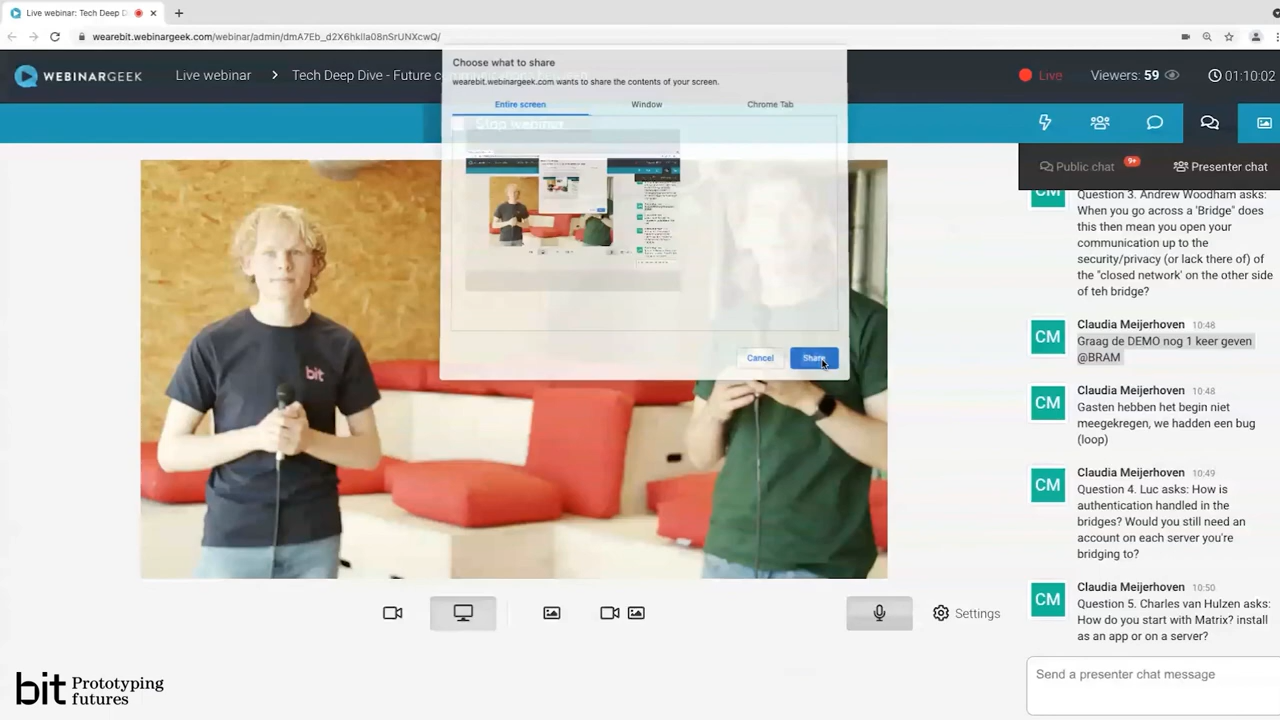 Live webinar: Tech Deep D
wearebit.webinargeek.com/webinar/admin/dmA7Eb_d2X6hkila08nSrUNXcwQ/
WEBINARGEEK
Live webinar
Tech Deep Dive - Future c
Live
Viewers: 59
01:10:02
Choose what to share
wearebit.webinargeek.com wants to share the contents of your screen.
Entire screen
Window
Chrome Tab
Stop webinar
Cancel
Share
Public chat
9+
Presenter chat
CM
Question 3. Andrew Woodham asks:
When you go across a 'Bridge" does
this then mean you open your
communication up to the
security/privacy (or lack there of) of
the "closed network' on the other side
of teh bridge?
CM
Claudia Meijerhoven 10:48
Graag de DEMO nog 1 keer geven
@BRAM
CM
Claudia Meijerhoven 10:48
Gasten hebben het begin niet
meegekregen, we hadden een bug
(loop)
CM
Claudia Meijerhoven 10:49
Question 4. Luc asks: How is
authentication handled in the
bridges? Would you still need an
account on each server you're
bridging to?
CM
Claudia Meijerhoven 10:50
Question 5. Charles van Hulzen asks:
How do you start with Matrix? install
as an app or on a server?
Send a presenter chat message
bit
Settings
bit Prototyping
futures